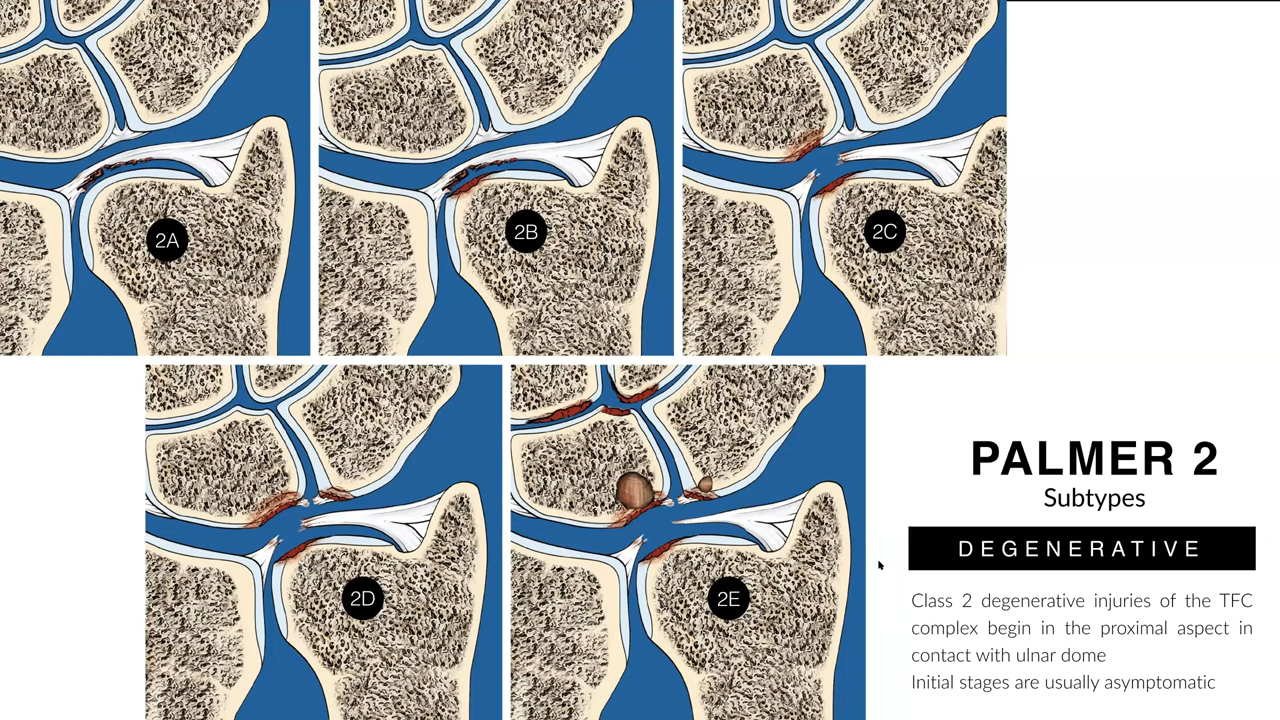 2A
2B
2C
2D
2E
PALMER 2
Subtypes
DEGENERATIVE
Class 2 degenerative injuries of the TFC
complex begin in the proximal aspect in
contact with ulnar dome
Initial stages are usually asymptomatic